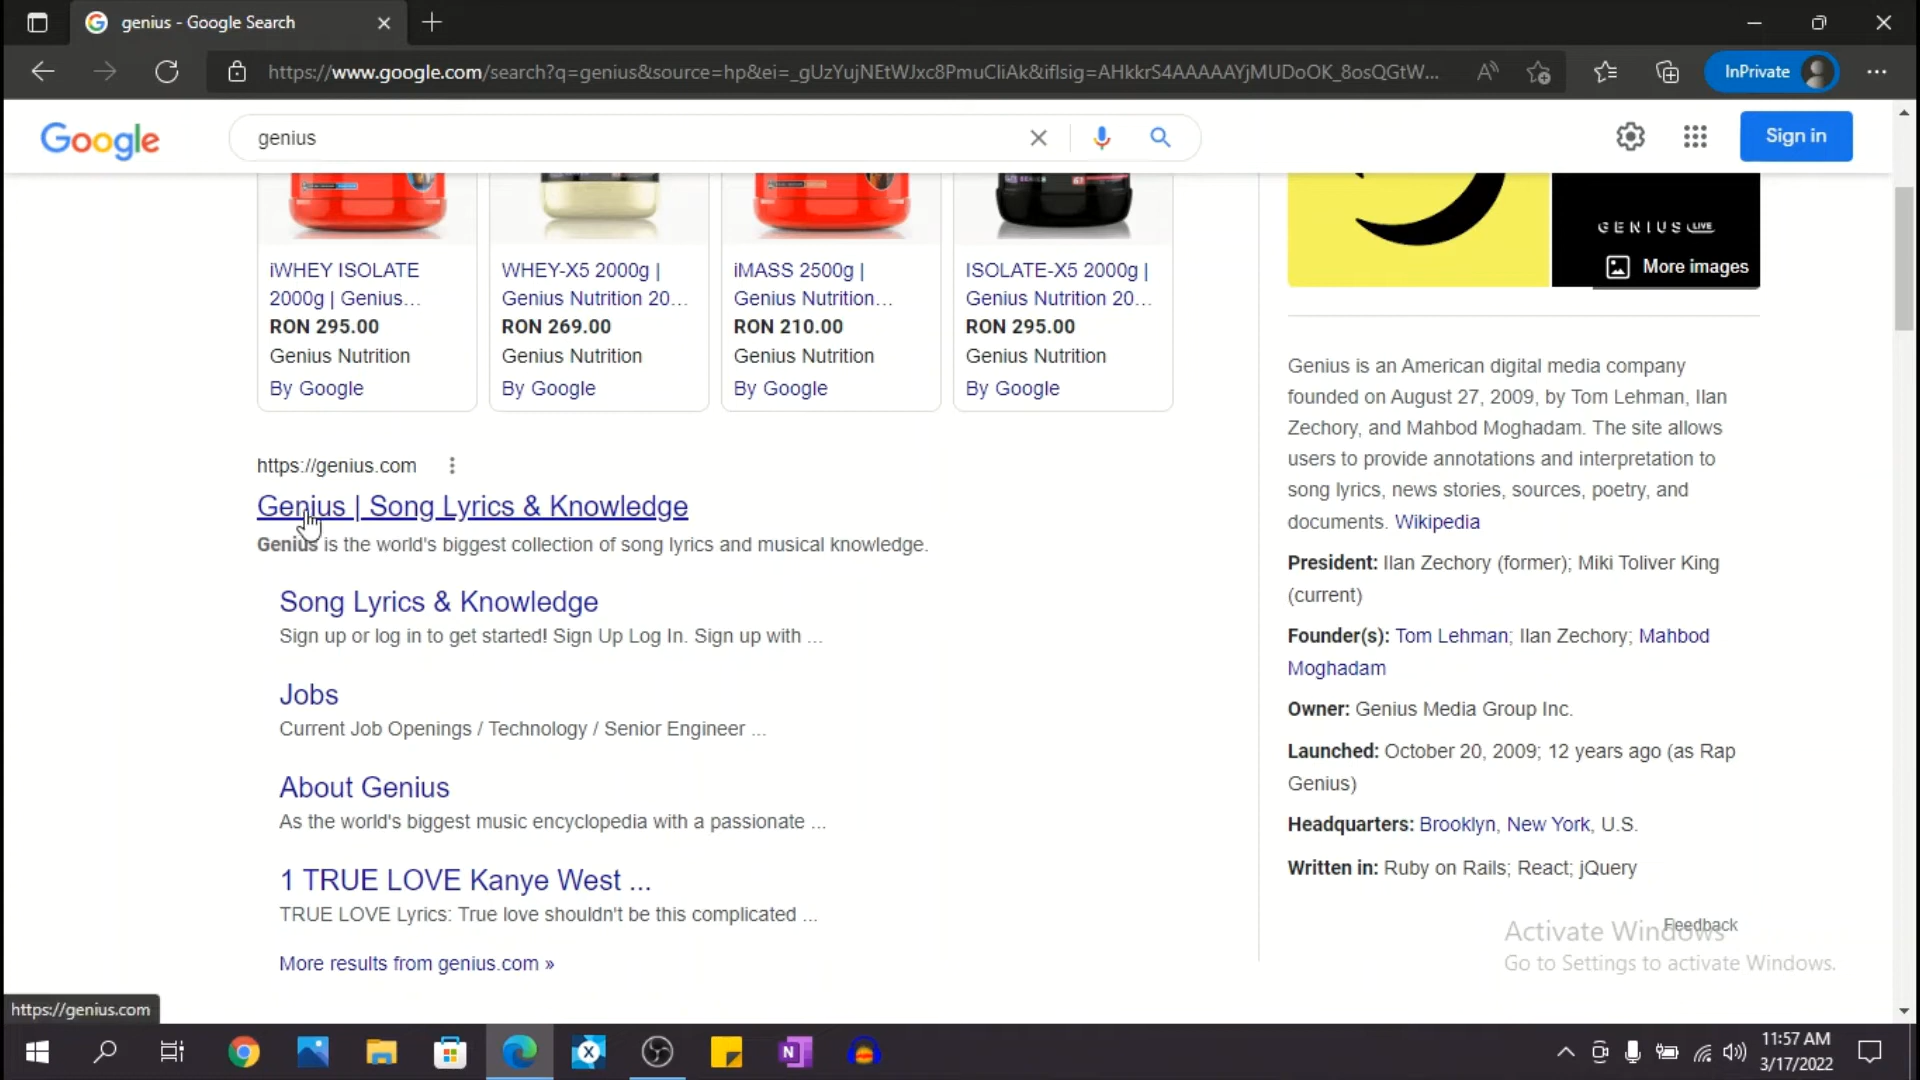 genius - Google Search
https://www.google.com/search?q=genius&source=hp&ei=_gUzYujNEtWJxc8PmuCliAk&iflsig=AHkkrS4AAAAAYjMUDoOK_8osQGtW...
InPrivate
Google
genius
Sign in
iWHEY ISOLATE
2000g | Genius...
RON 295.00
Genius Nutrition
By Google
WHEY-X5 2000g |
Genius Nutrition 20...
RON 269.00
Genius Nutrition
By Google
iMASS 2500g |
Genius Nutrition...
RON 210.00
Genius Nutrition
By Google
ISOLATE-X5 2000g |
Genius Nutrition 20...
RON 295.00
Genius Nutrition
By Google
https://genius.com
Genius | Song Lyrics & Knowledge
Genius is the world's biggest collection of song lyrics and musical knowledge.
Song Lyrics & Knowledge
Sign up or log in to get started! Sign Up Log In. Sign up with ...
Jobs
Current Job Openings / Technology / Senior Engineer ...
About Genius
As the world's biggest music encyclopedia with a passionate ...
1 TRUE LOVE Kanye West ...
TRUE LOVE Lyrics: True love shouldn't be this complicated ...
More results from genius.com »
GENIUS LIVE
More images
Genius is an American digital media company
founded on August 27, 2009, by Tom Lehman, Ilan
Zechory, and Mahbod Moghadam. The site allows
users to provide annotations and interpretation to
song lyrics, news stories, sources, poetry, and
documents. Wikipedia
President: Ilan Zechory (former); Miki Toliver King
(current)
Founder(s): Tom Lehman; Ilan Zechory; Mahbod
Moghadam
Owner: Genius Media Group Inc.
Launched: October 20, 2009; 12 years ago (as Rap
Genius)
Headquarters: Brooklyn, New York, U.S.
Written in: Ruby on Rails; React; jQuery
Feedback
Activate Windows
Go to Settings to activate Windows.
https://genius.com
11:57 AM
3/17/2022